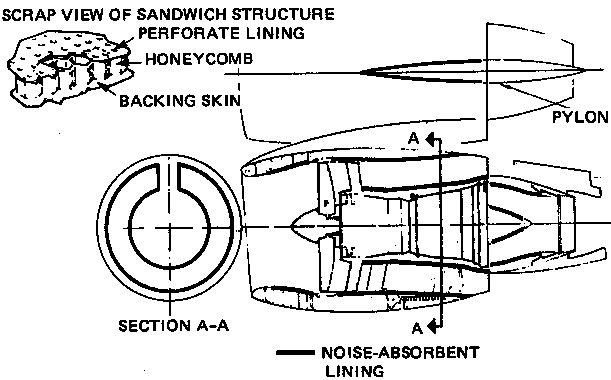 SCRAP VIEW OF SANDWICH STRUCTURE
PERFORATE LINING
HONEYCOMB
BACKING SKIN
PYLON
A
A
SECTION A-A
NOISE-ABSORBENT
LINING